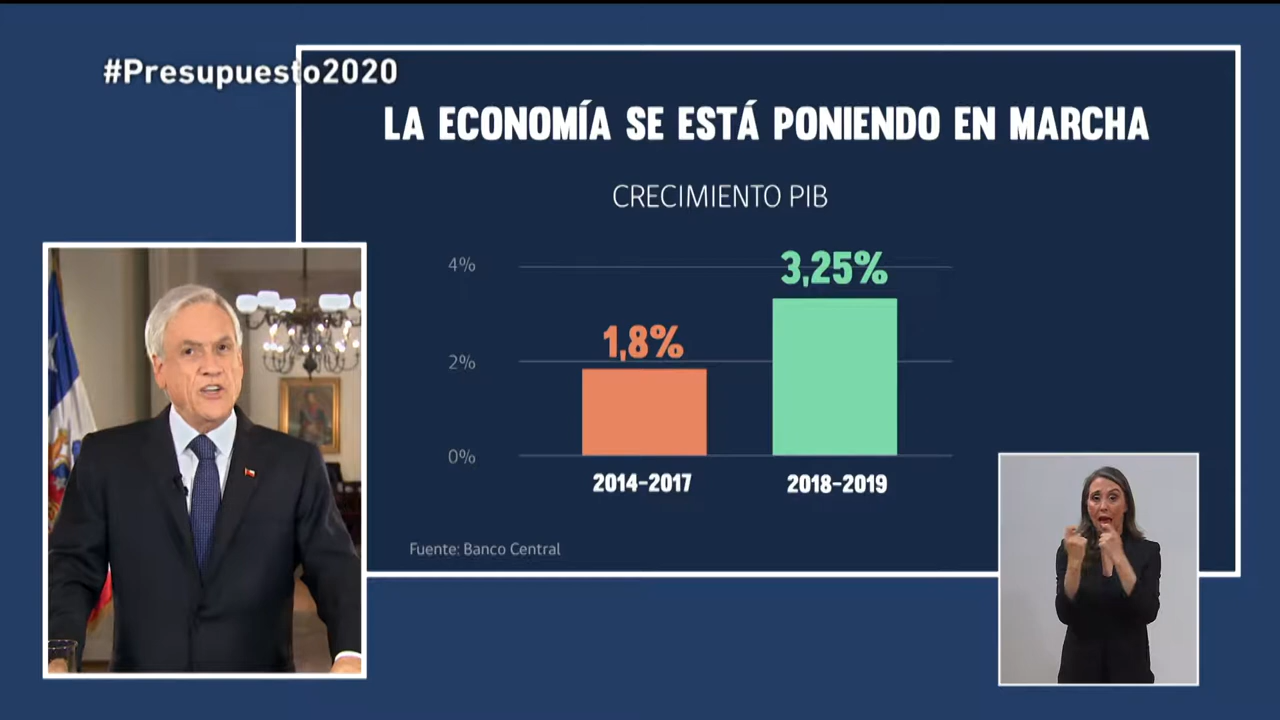 #Presupuesto2020
LA ECONOMÍA SE ESTÁ PONIENDO EN MARCHA
CRECIMIENTO PIB
4%
3,25%
1,8%
2%
0%
2014-2017
2018-2019
Fuente: Banco Central